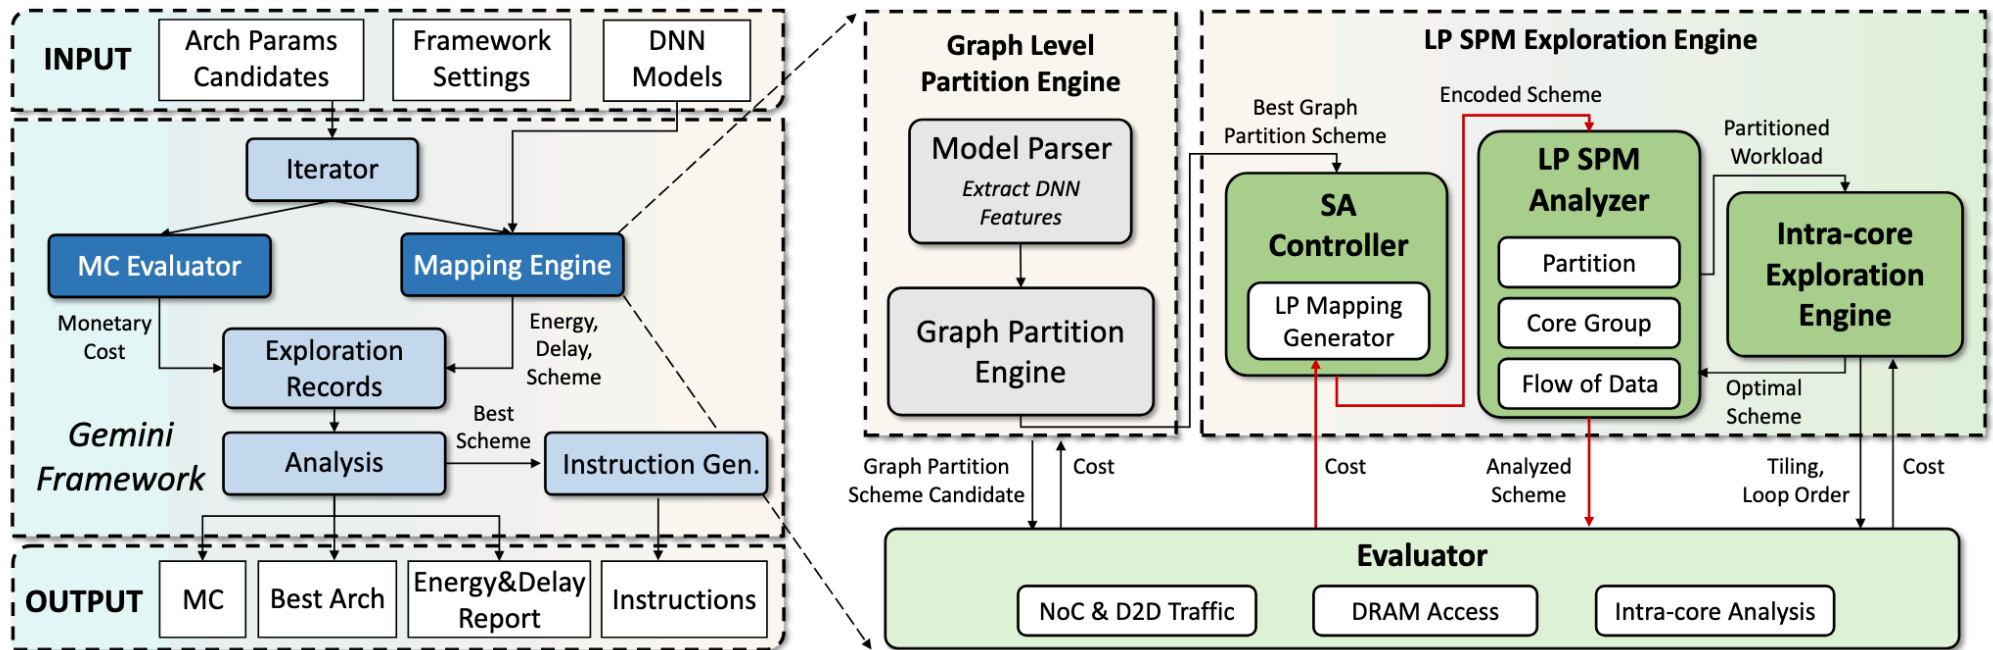 INPUT
Arch Params
Candidates
Framework
Settings
DNN
Models
Iterator
MC Evaluator
Mapping Engine
Monetary
Cost
Energy,
Delay,
Scheme
Exploration
Records
Gemini
Framework
Analysis
Best
Scheme
Instruction Gen.
OUTPUT
MC
Best Arch
Energy&Delay
Report
Instructions
Graph Level
Partition Engine
Model Parser
Extract DNN
Features
Graph Partition
Engine
Graph Partition
Scheme Candidate
Cost
LP SPM Exploration Engine
Best Graph
Partition Scheme
Encoded Scheme
SA
Controller
LP Mapping
Generator
LP SPM
Analyzer
Partition
Core Group
Flow of Data
Partitioned
Workload
Intra-core
Exploration
Engine
Optimal
Scheme
Cost
Analyzed
Scheme
Tiling,
Loop Order
Cost
Evaluator
NoC & D2D Traffic
DRAM Access
Intra-core Analysis